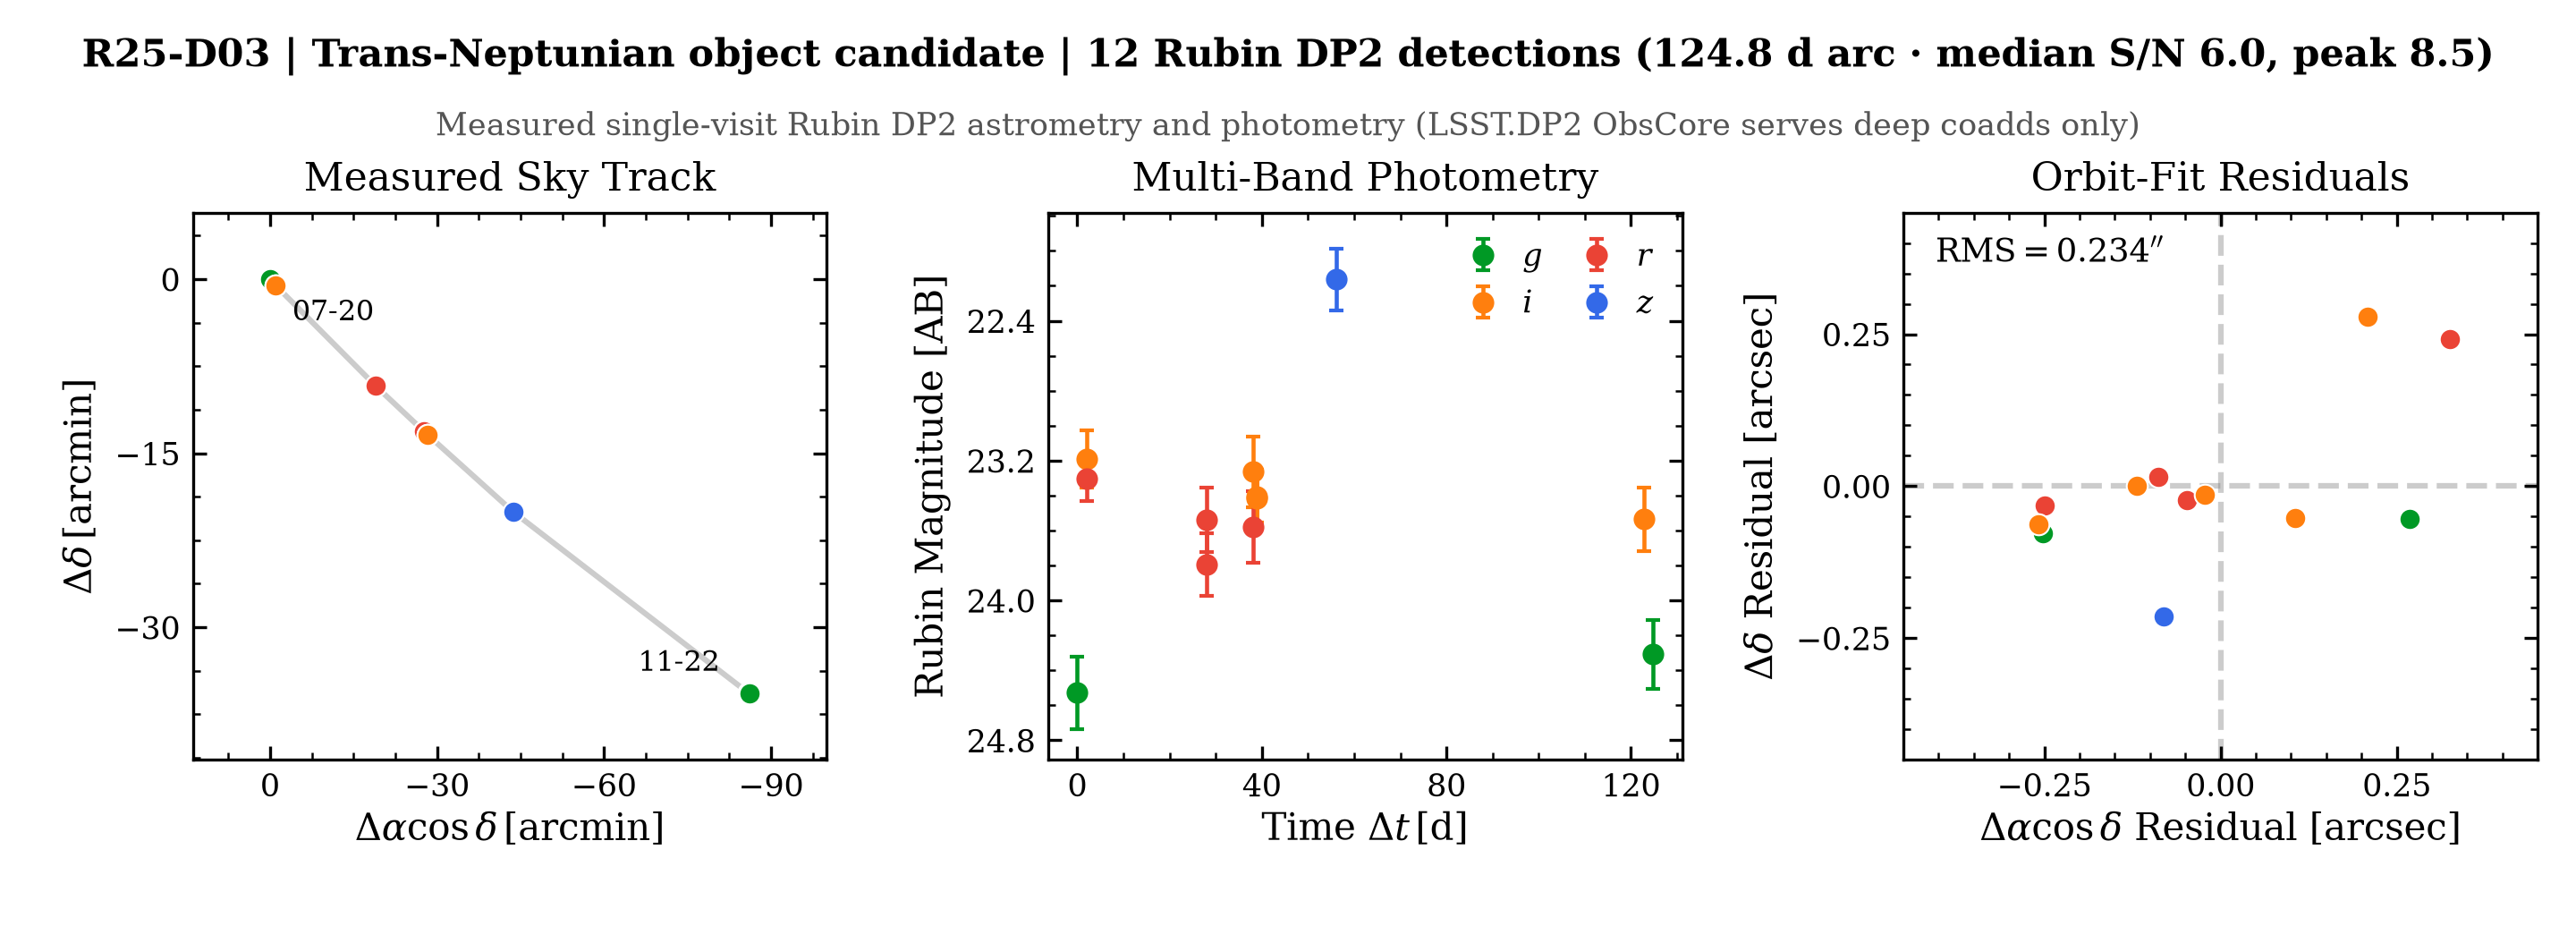 R25-D03 | Trans-Neptunian object candidate | 12 Rubin DP2 detections (124.8 d arc · median S/N 6.0, peak 8.5)
Measured single-visit Rubin DP2 astrometry and photometry (LSST.DP2 ObsCore serves deep coadds only)
Measured Sky Track
Δδ [arcmin]
0
−15
−30
07-20
11-22
0
−30
−60
−90
Δα cos δ [arcmin]
Multi-Band Photometry
Rubin Magnitude [AB]
22.4
23.2
24.0
24.8
g
r
i
z
0
40
80
120
Time Δt [d]
Orbit-Fit Residuals
RMS = 0.234″
Δδ Residual [arcsec]
0.25
0.00
−0.25
−0.25
0.00
0.25
Δα cos δ Residual [arcsec]